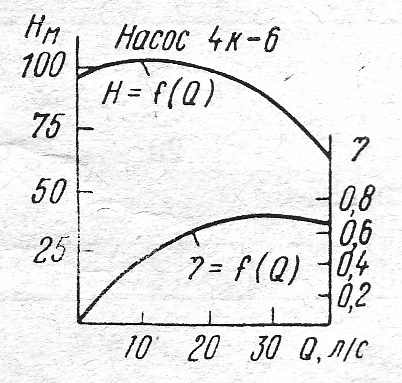 Hм Насос 4к-6
100
H = f(Q)
75
η
50
0,8
0,6
25
0,4
η = f(Q)
0,2
10 20 30 Q, л/с